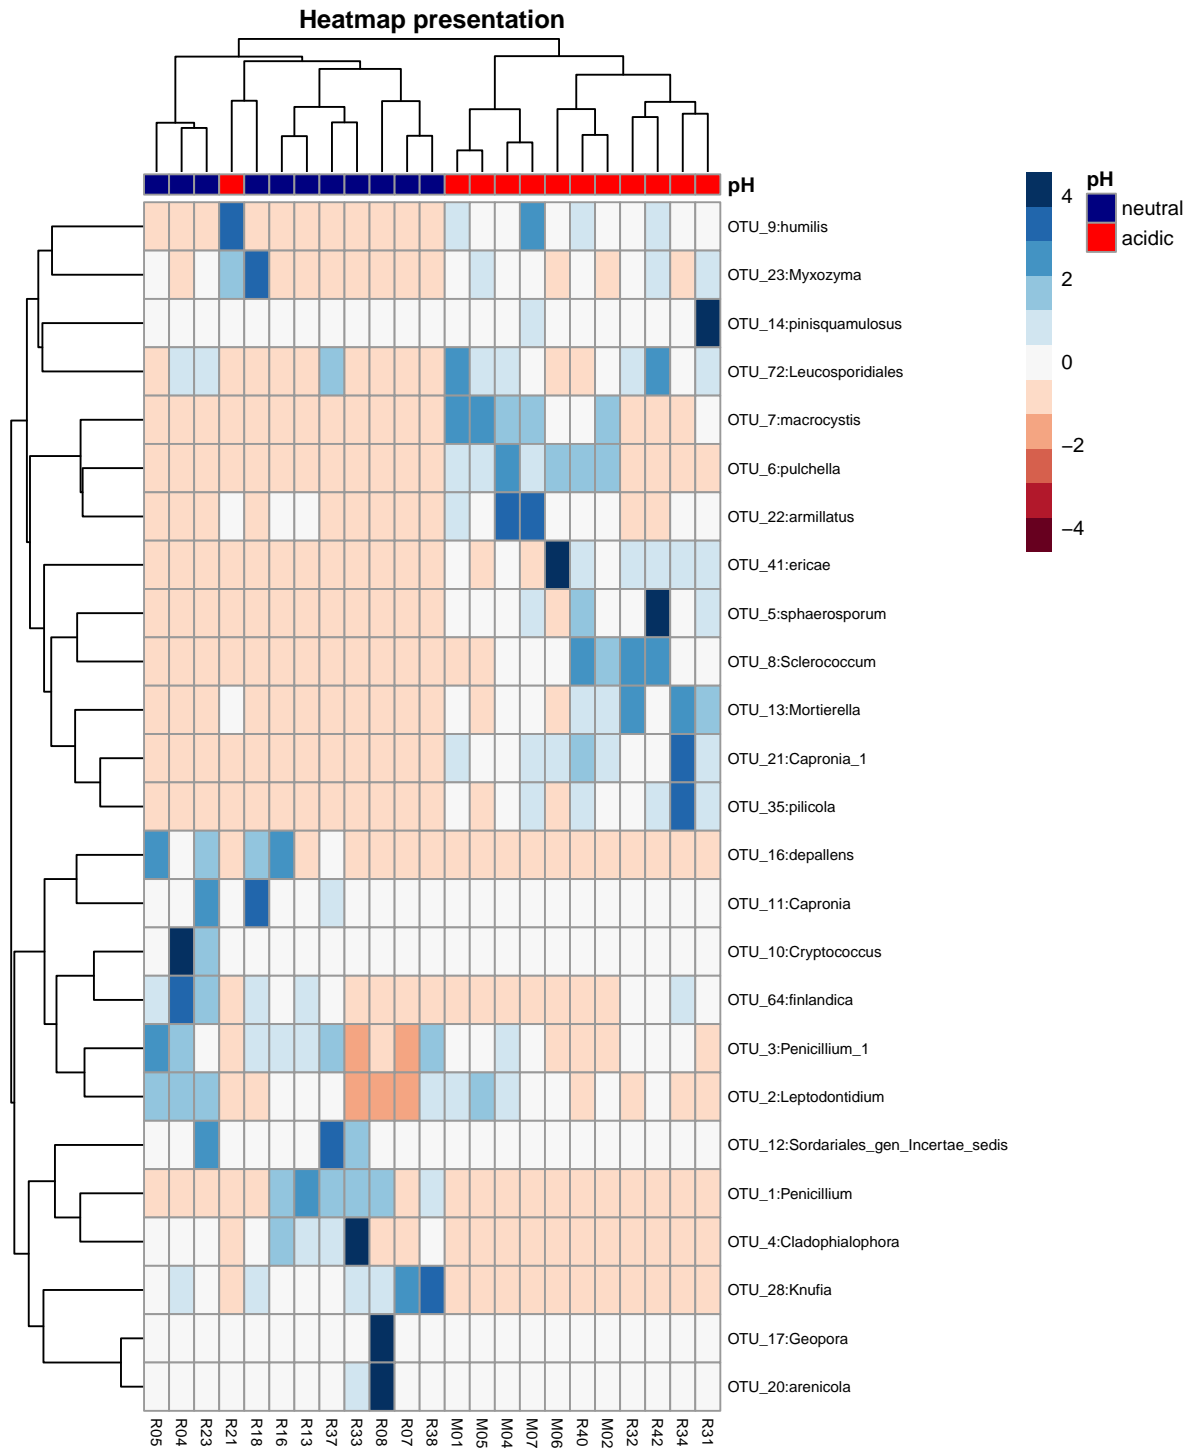 Heatmap presentation
pH
OTU_9:humilis
OTU_23:Myxozyma
OTU_14:pinisquamulosus
OTU_72:Leucosporidiales
OTU_7:macrocystis
OTU_6:pulchella
OTU_22:armillatus
OTU_41:ericae
OTU_5:sphaerosporum
OTU_8:Sclerococcum
OTU_13:Mortierella
OTU_21:Capronia_1
OTU_35:pilicola
OTU_16:depallens
OTU_11:Capronia
OTU_10:Cryptococcus
OTU_64:finlandica
OTU_3:Penicillium_1
OTU_2:Leptodontidium
OTU_12:Sordariales_gen_Incertae_sedis
OTU_1:Penicillium
OTU_4:Cladophialophora
OTU_28:Knufia
OTU_17:Geopora
OTU_20:arenicola
R05
R04
R23
R21
R18
R16
R13
R37
R33
R08
R07
R38
M01
M05
M04
M07
M06
R40
M02
R32
R42
R34
R31
4
2
0
−2
−4
pH
neutral
acidic